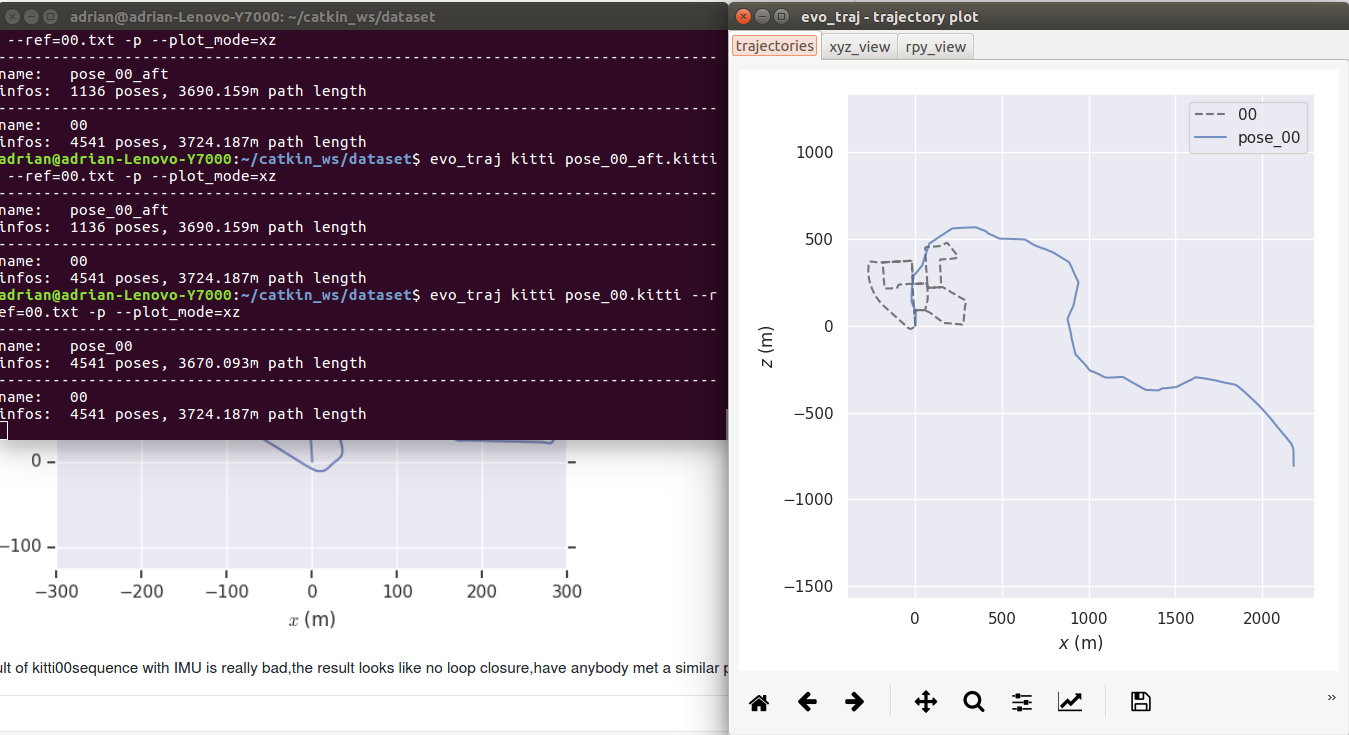 adrian@adrian-Lenovo-Y7000: ~/catkin_ws/dataset
--ref=00.txt -p --plot_mode=xz
--------------------------------------------------------------------------------
name:   pose_00_aft
infos:  1136 poses, 3690.159m path length
--------------------------------------------------------------------------------
name:   00
infos:  4541 poses, 3724.187m path length
adrian@adrian-Lenovo-Y7000:~/catkin_ws/dataset$ evo_traj kitti pose_00_aft.kitti
--ref=00.txt -p --plot_mode=xz
--------------------------------------------------------------------------------
name:   pose_00_aft
infos:  1136 poses, 3690.159m path length
--------------------------------------------------------------------------------
name:   00
infos:  4541 poses, 3724.187m path length
adrian@adrian-Lenovo-Y7000:~/catkin_ws/dataset$ evo_traj kitti pose_00.kitti --r
ef=00.txt -p --plot_mode=xz
--------------------------------------------------------------------------------
name:   pose_00
infos:  4541 poses, 3670.093m path length
--------------------------------------------------------------------------------
name:   00
infos:  4541 poses, 3724.187m path length
0
−100
−300 −200 −100 0 100 200 300
x (m)
of kitti00sequence with IMU is really bad,the result looks like no loop closure,have anybody met a similar
evo_traj - trajectory plot
trajectories xyz_view rpy_view
00
pose_00
1000
500
0
−500
−1000
−1500
z (m)
0 500 1000 1500 2000
x (m)
»